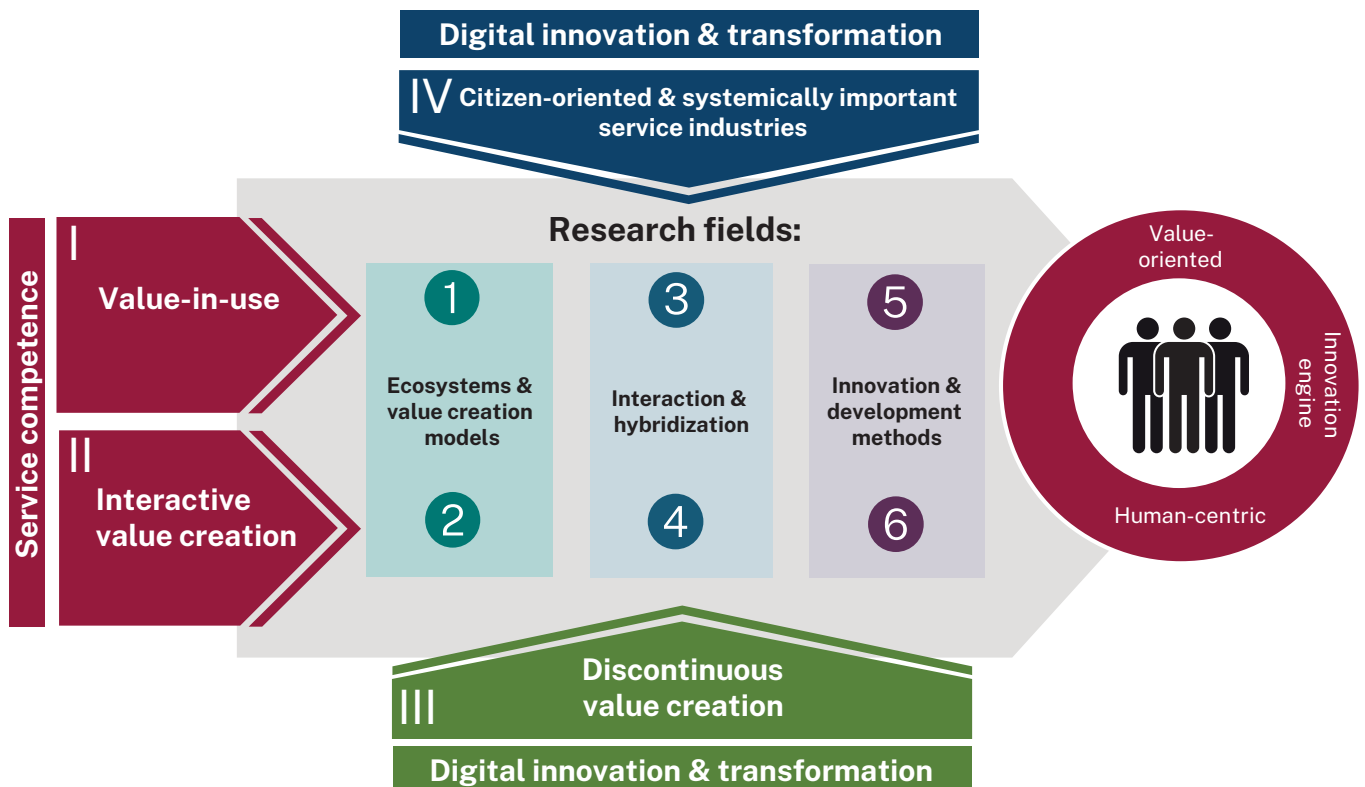 Digital innovation & transformation
IV
Citizen-oriented & systemically important
service industries
Service competence
I
Value-in-use
II
Interactive
value creation
Research fields:
1
Ecosystems &
value creation
models
2
3
Interaction &
hybridization
4
5
Innovation &
development
methods
6
Value-
oriented
Innovation
engine
Human-centric
III
Discontinuous
value creation
Digital innovation & transformation